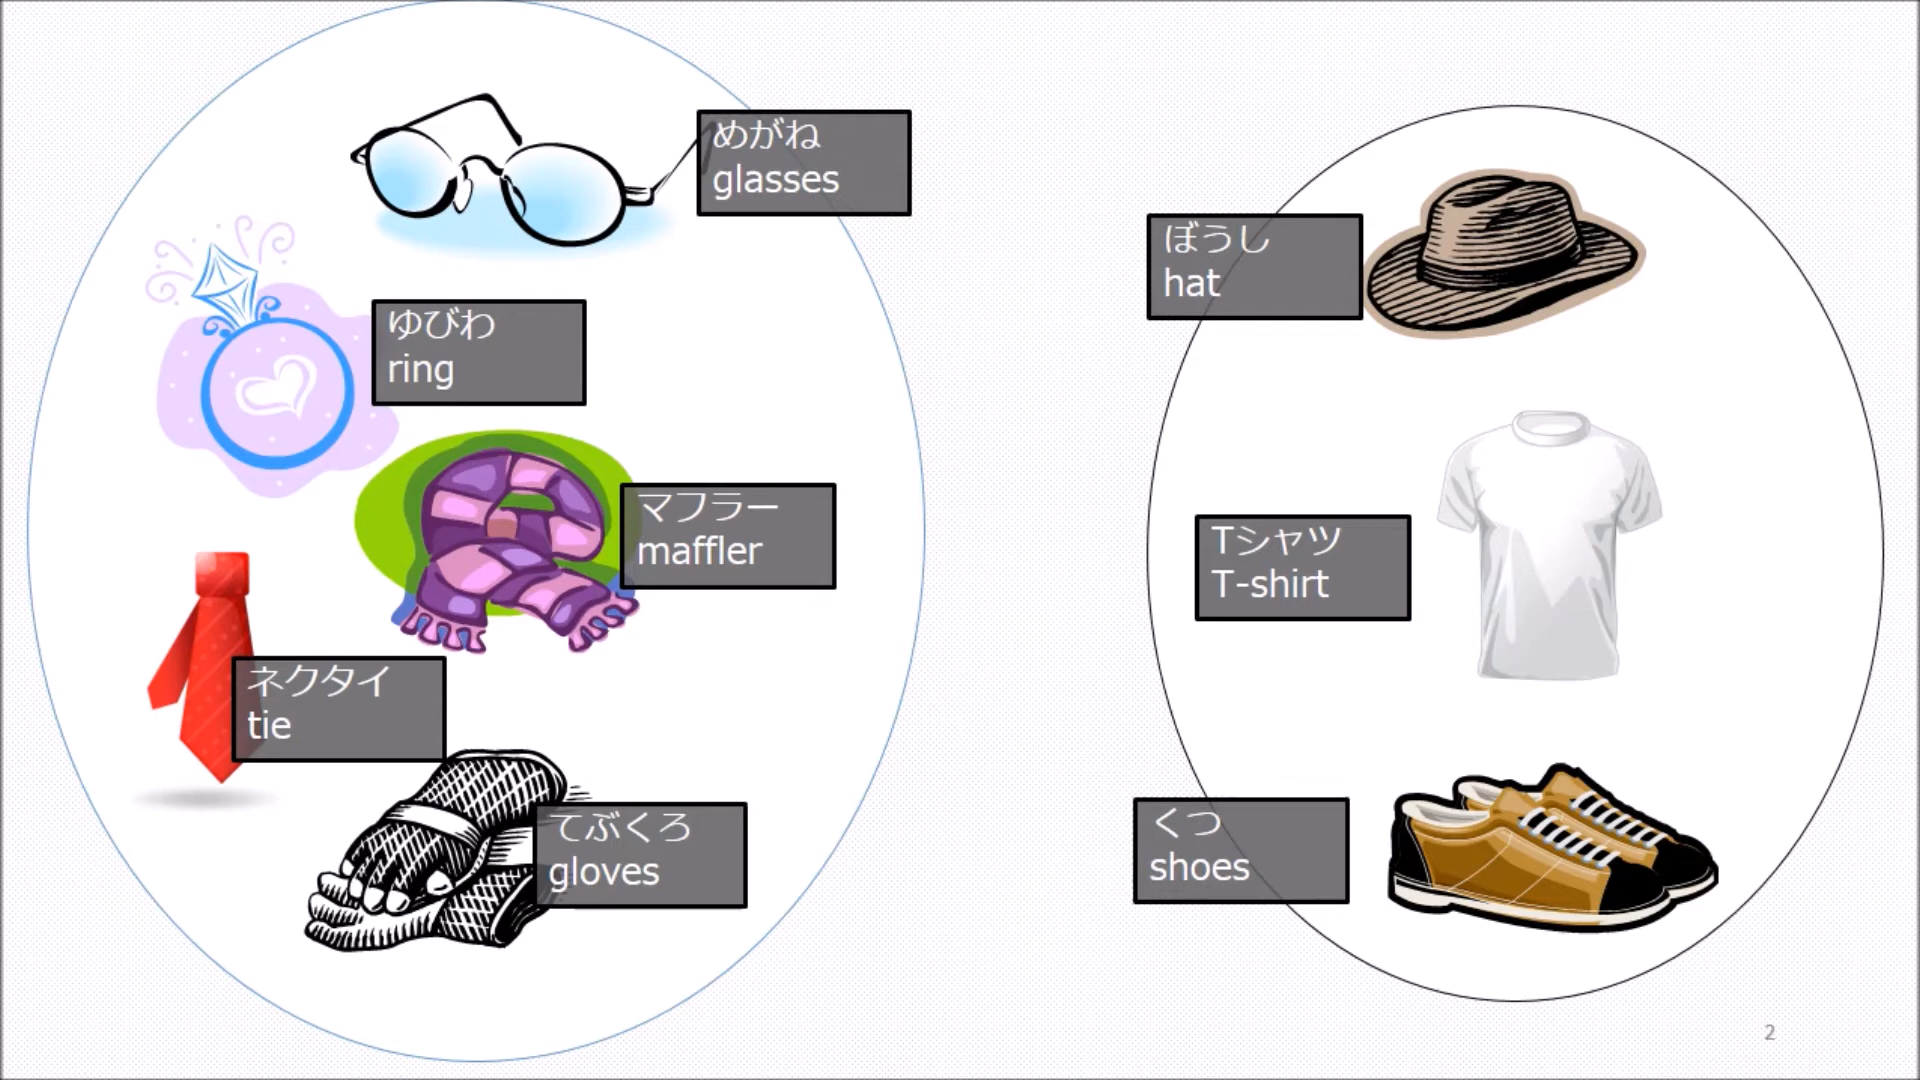 めがね
glasses
ゆびわ
ring
マフラー
maffler
ネクタイ
tie
てぶくろ
gloves
ぼうし
hat
Tシャツ
T-shirt
くつ
shoes
2